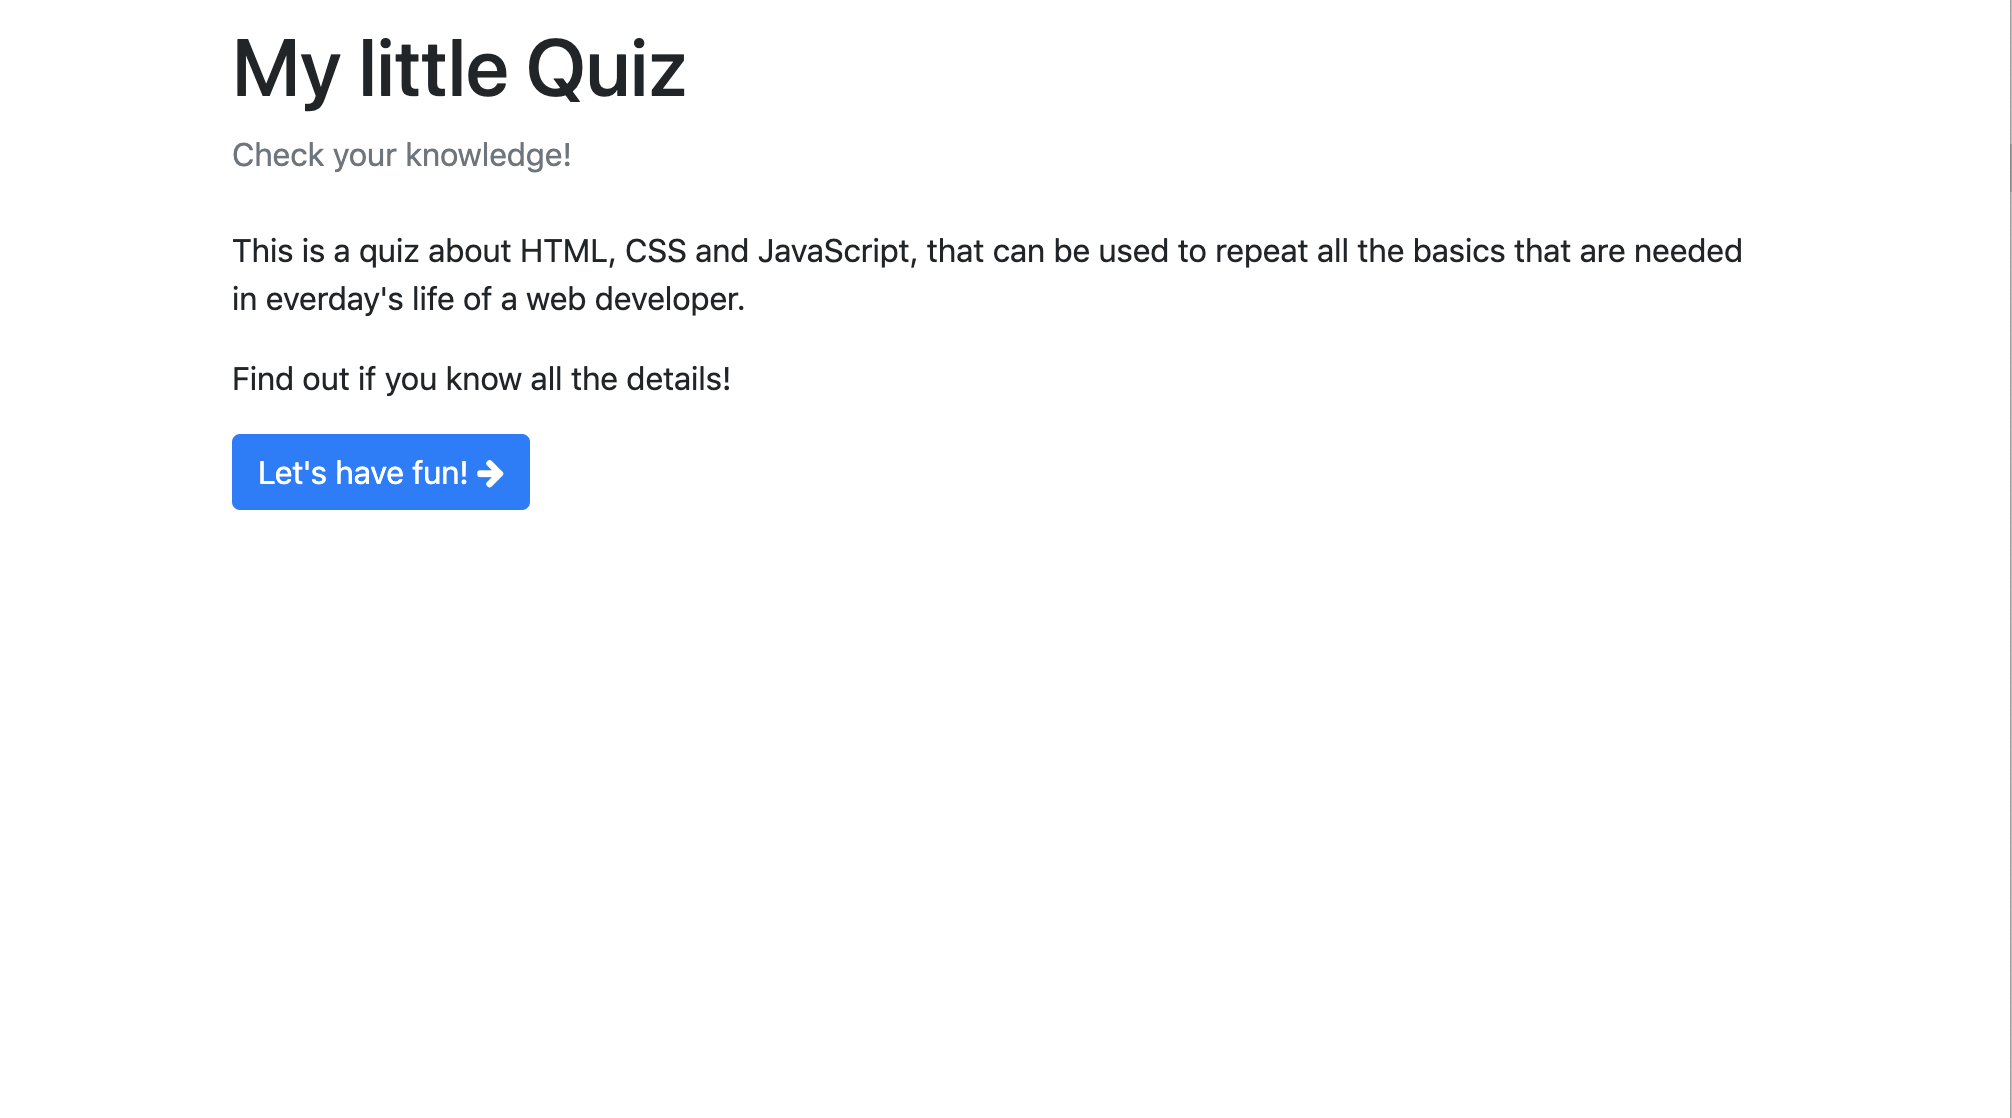 My little Quiz
Check your knowledge!
This is a quiz about HTML, CSS and JavaScript, that can be used to repeat all the basics that are needed
in everday's life of a web developer.
Find out if you know all the details!
Let's have fun!